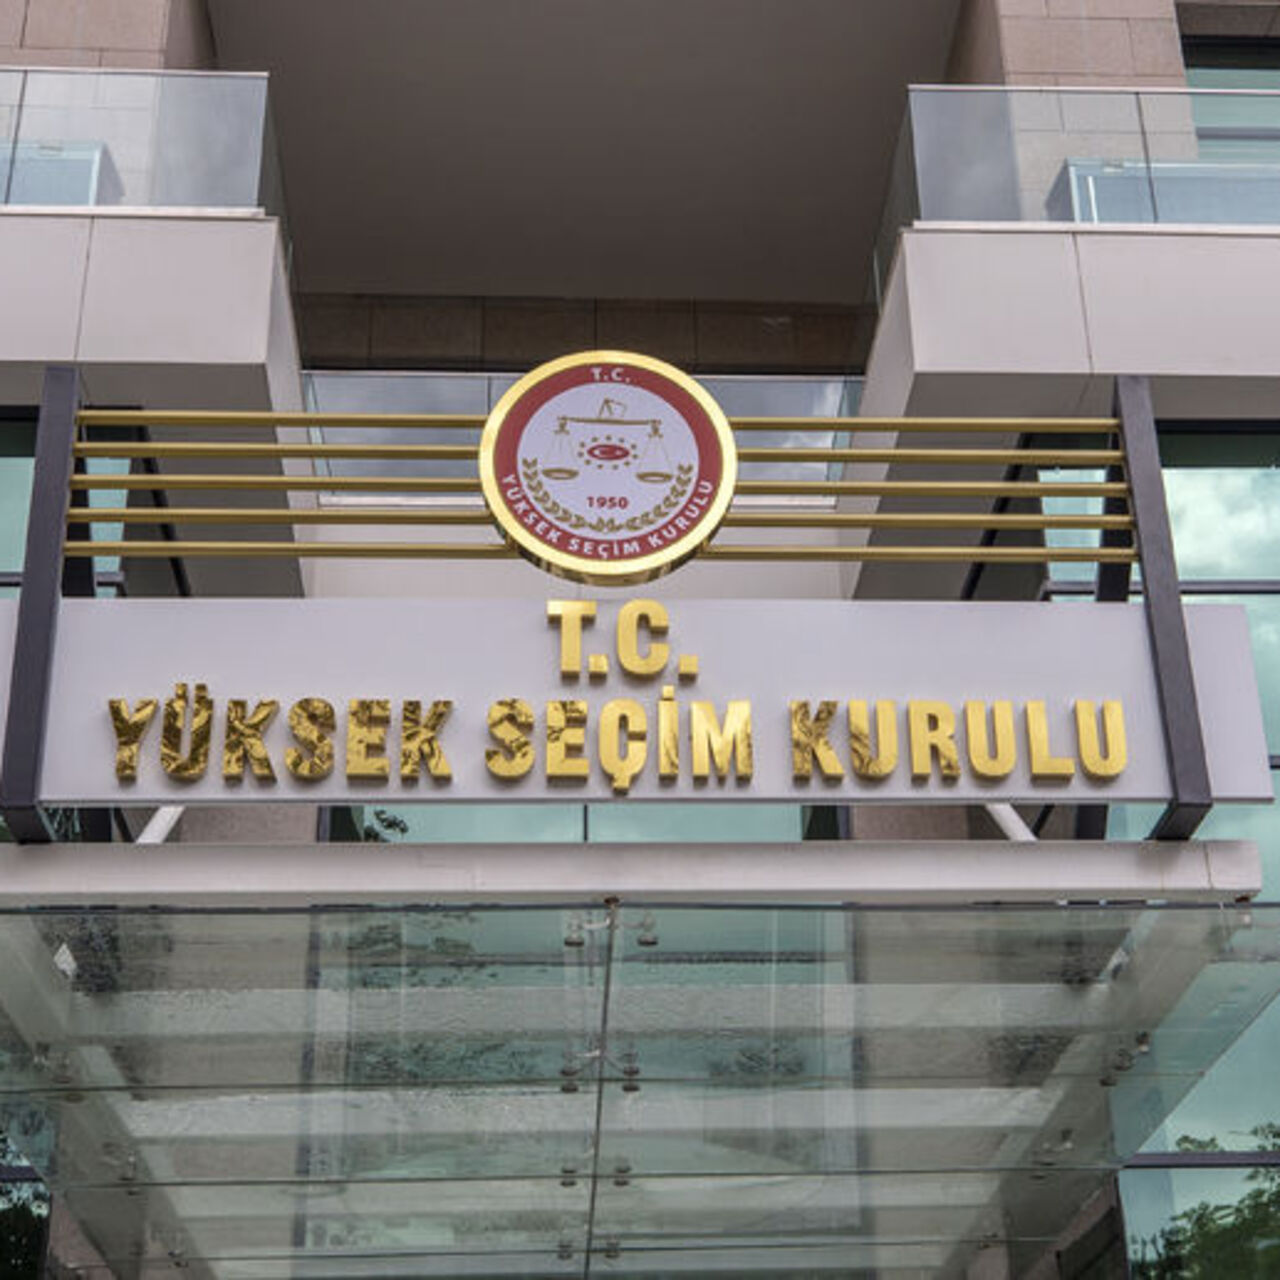 T.C.
1950
YÜKSEK SEÇİM KURULU
T.C.
YÜKSEK SEÇİM KURULU